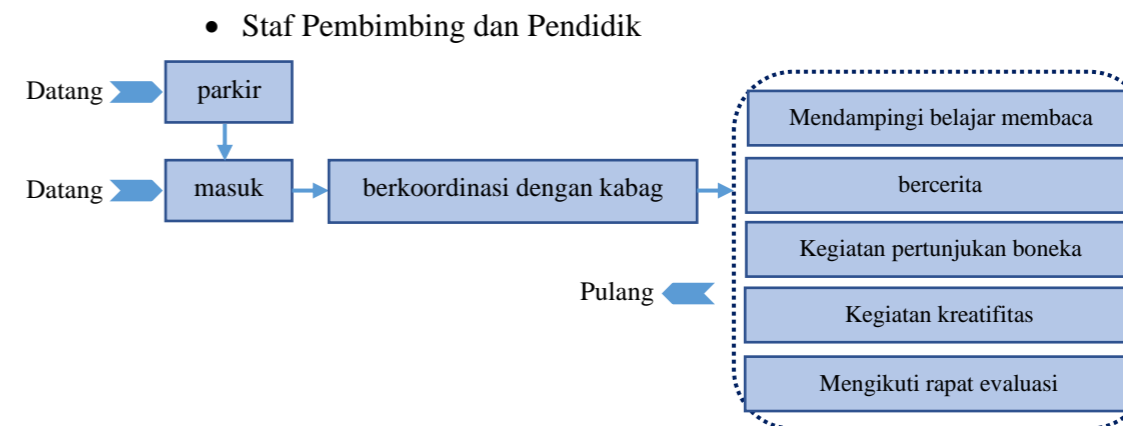 • Staf Pembimbing dan Pendidik
Datang
parkir
Datang
masuk
berkoordinasi dengan kabag
Mendampingi belajar membaca
bercerita
Kegiatan pertunjukan boneka
Pulang
Kegiatan kreatifitas
Mengikuti rapat evaluasi